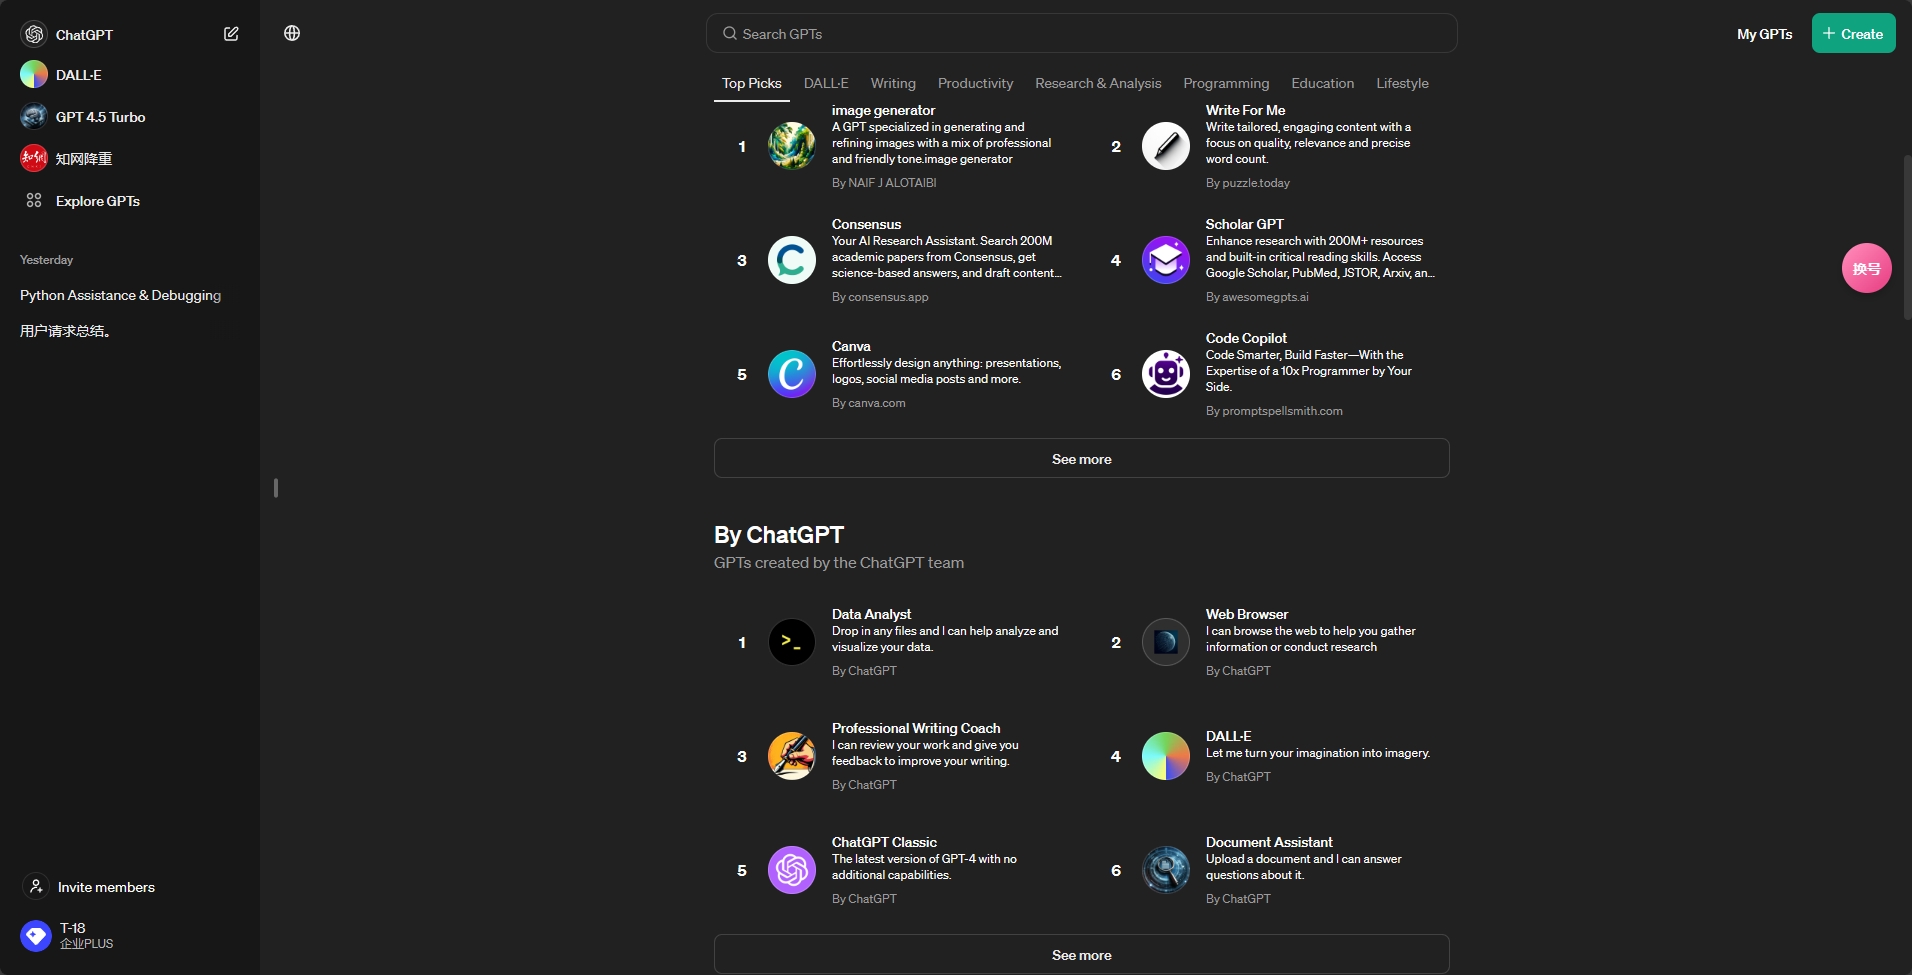 ChatGPT
DALL·E
GPT 4.5 Turbo
知网降重
Explore GPTs
Yesterday
Python Assistance & Debugging
用户请求总结。
Invite members
T-18
企业PLUS
Search GPTs
My GPTs
+ Create
Top Picks DALL·E Writing Productivity Research & Analysis Programming Education Lifestyle
1
image generator
A GPT specialized in generating and
refining images with a mix of professional
and friendly tone.image generator
By NAIF J ALOTAIBI
2
Write For Me
Write tailored, engaging content with a
focus on quality, relevance and precise
word count.
By puzzle.today
3
Consensus
Your AI Research Assistant. Search 200M
academic papers from Consensus, get
science-based answers, and draft content...
By consensus.app
4
Scholar GPT
Enhance research with 200M+ resources
and built-in critical reading skills. Access
Google Scholar, PubMed, JSTOR, Arxiv, an...
By awesomegpts.ai
5
Canva
Effortlessly design anything: presentations,
logos, social media posts and more.
By canva.com
6
Code Copilot
Code Smarter, Build Faster—With the
Expertise of a 10x Programmer by Your
Side.
By promptspellsmith.com
See more
换号
By ChatGPT
GPTs created by the ChatGPT team
1
>_
Data Analyst
Drop in any files and I can help analyze and
visualize your data.
By ChatGPT
2
Web Browser
I can browse the web to help you gather
information or conduct research
By ChatGPT
3
Professional Writing Coach
I can review your work and give you
feedback to improve your writing.
By ChatGPT
4
DALL·E
Let me turn your imagination into imagery.
By ChatGPT
5
ChatGPT Classic
The latest version of GPT-4 with no
additional capabilities.
By ChatGPT
6
Document Assistant
Upload a document and I can answer
questions about it.
By ChatGPT
See more